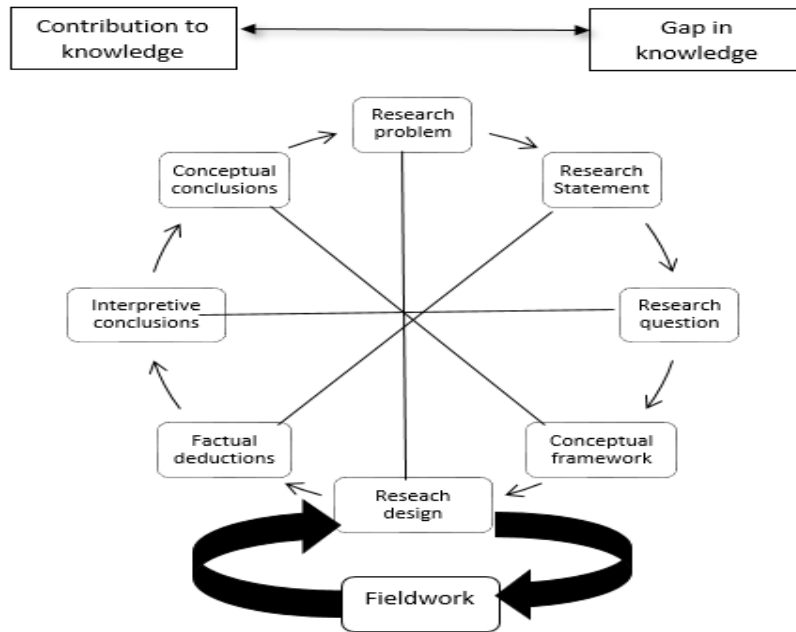 Contribution to
knowledge
Gap in
knowledge
Research
problem
Research
Statement
Research
question
Conceptual
framework
Reseach
design
Fieldwork
Factual
deductions
Interpretive
conclusions
Conceptual
conclusions